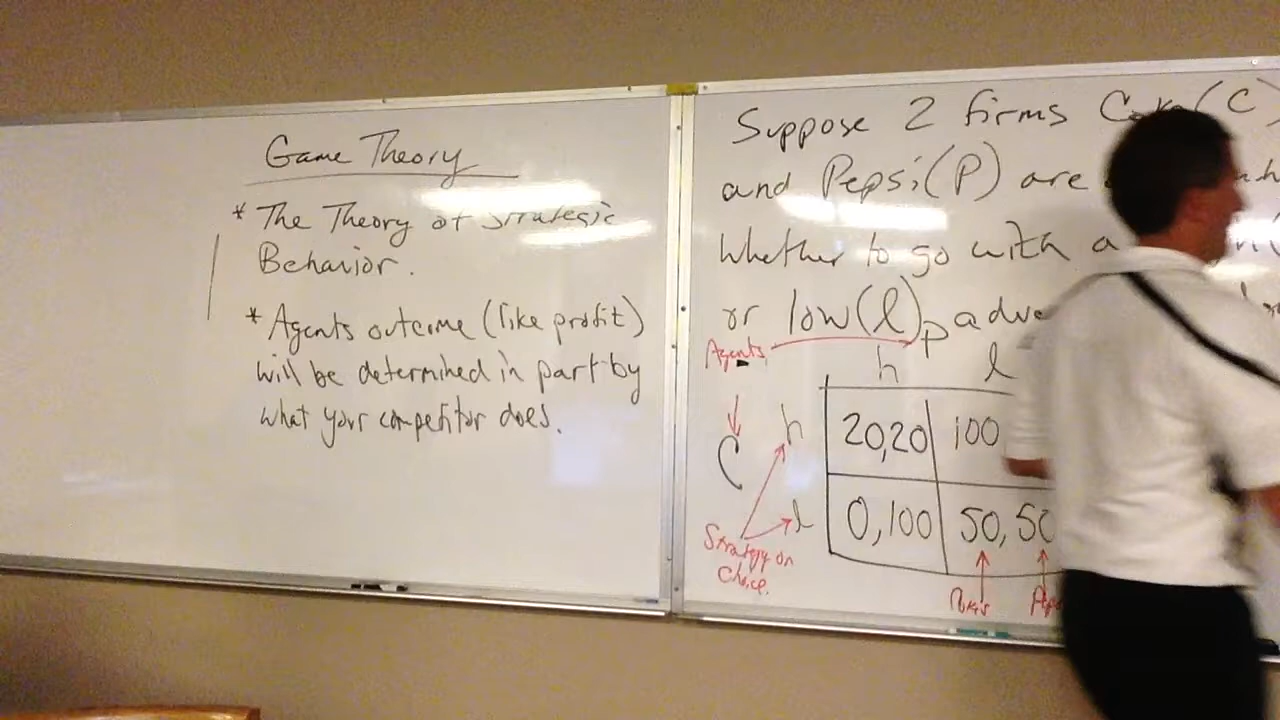 Game Theory
* The Theory of Strategic
Behavior.
* Agents outcome (like profit)
will be determined in part by
what your competitor does.
Suppose 2 firms Coke (C)
and Pepsi (P) are
Whether to go with a
or low (l)
Agents
P
h l
C
h 20,20 100
l 0,100 50,50
Strategy or
Choice.